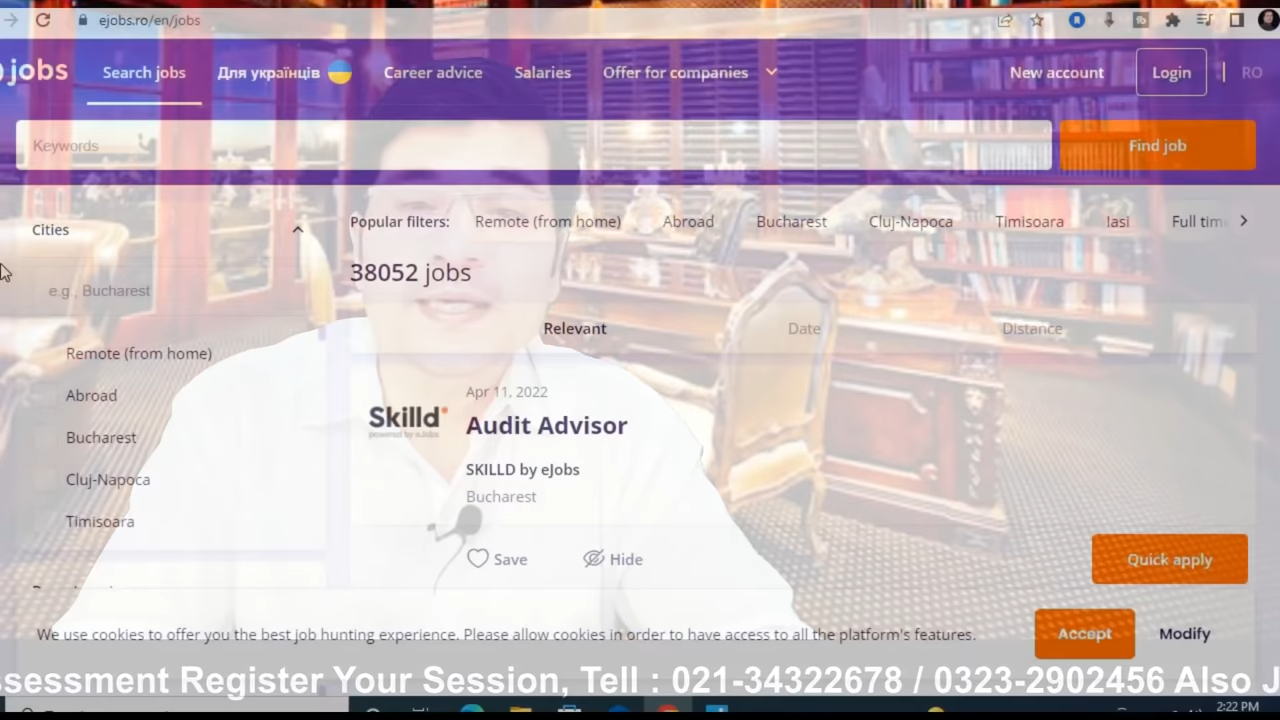 ejobs.ro/en/jobs
jobs Search jobs Для українців Career advice Salaries Offer for companies New account Login RO
Keywords Find job
Cities
e.g., Bucharest
Remote (from home)
Abroad
Bucharest
Cluj-Napoca
Timisoara
Popular filters: Remote (from home) Abroad Bucharest Cluj-Napoca Timisoara Iasi Full tim
38052 jobs
Relevant Date Distance
Apr 11, 2022
Skilld
powered by eJobs
Audit Advisor
SKILLD by eJobs
Bucharest
Save Hide
Quick apply
We use cookies to offer you the best job hunting experience. Please allow cookies in order to have access to all the platform's features. Accept Modify
ssessment Register Your Session, Tell : 021-34322678 / 0323-2902456 Also J
2:22 PM